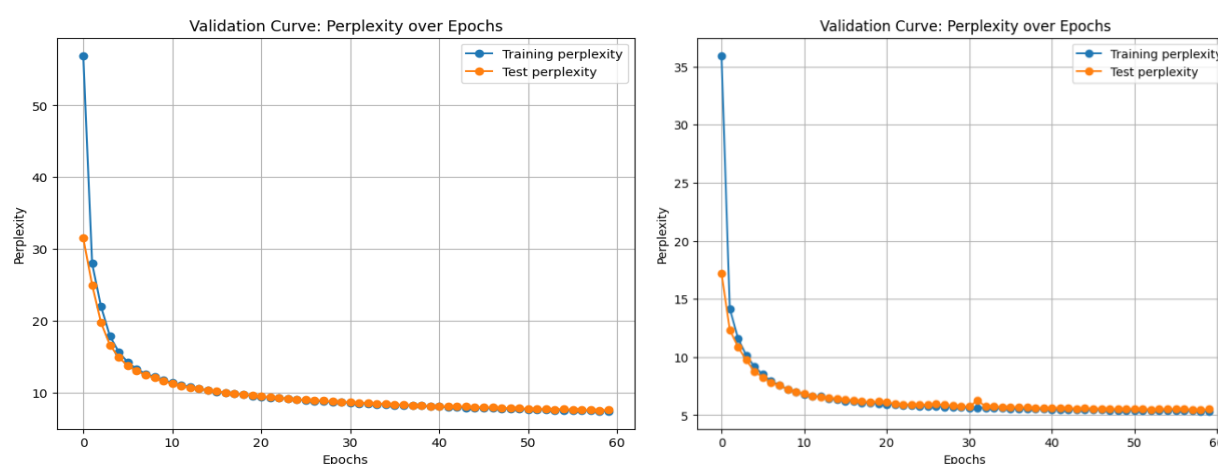 Validation Curve: Perplexity over Epochs
Training perplexity
Test perplexity
50
40
30
20
10
Perplexity
0 10 20 30 40 50 60
Epochs
Validation Curve: Perplexity over Epochs
Training perplexity
Test perplexity
35
30
25
20
15
10
5
Perplexity
0 10 20 30 40 50 60
Epochs